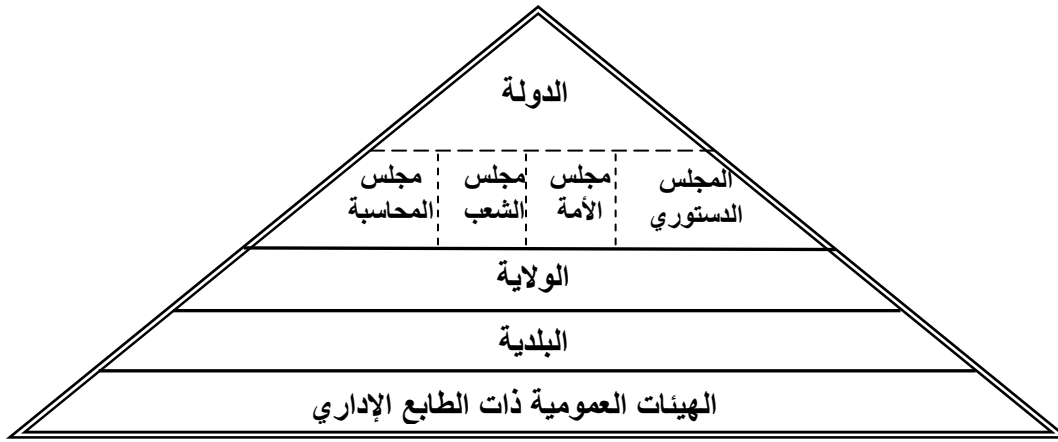 الدولة
المجلس
الدستوري
مجلس
الأمة
مجلس
الشعب
مجلس
المحاسبة
الولاية
البلدية
الهيئات العمومية ذات الطابع الإداري